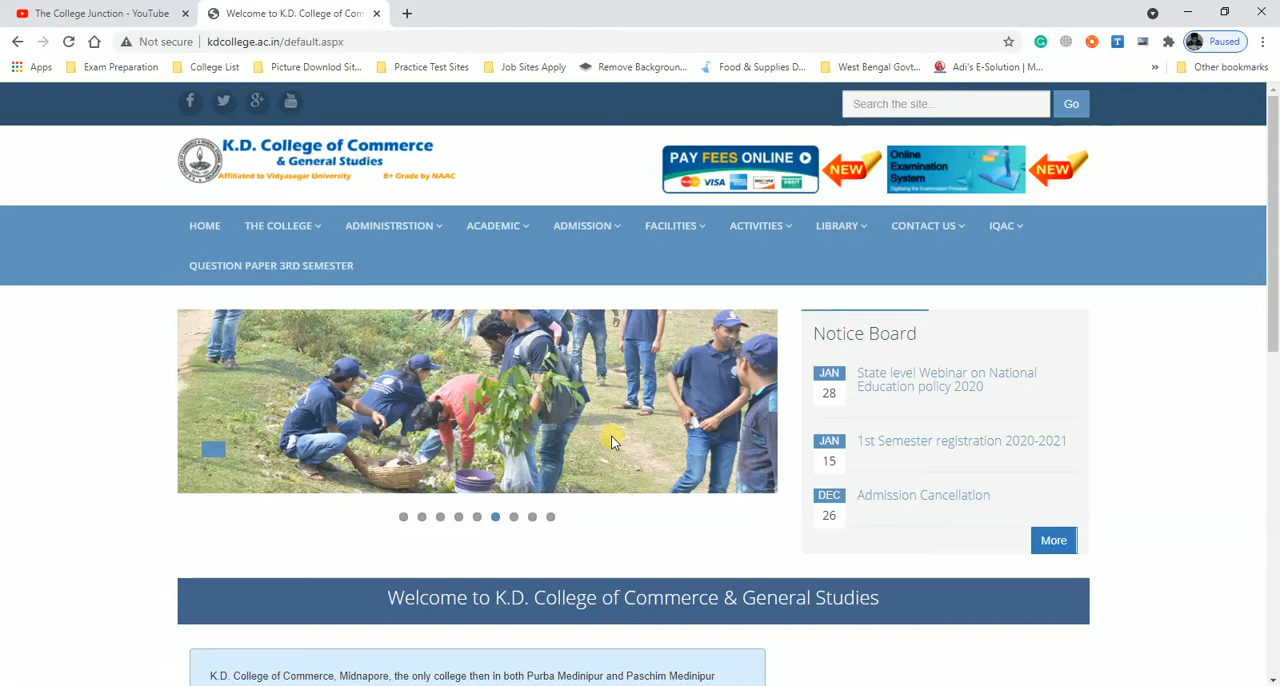 The College Junction - YouTube
Welcome to K.D. College of Com
Not secure
kdcollege.ac.in/default.aspx
Paused
Apps
Exam Preparation
College List
Picture Downlod Sit...
Practice Test Sites
Job Sites Apply
Remove Backgroun...
Food & Supplies D...
West Bengal Govt...
Adi's E-Solution | M...
Other bookmarks
Search the site...
Go
K.D. College of Commerce
& General Studies
Affiliated to Vidyasagar University B+ Grade by NAAC
PAY FEES ONLINE
VISA
NEW
Online
Examination
System
Digitizing the Examination Process!
NEW
HOME THE COLLEGE ADMINISTRSTION ACADEMIC ADMISSION FACILITIES ACTIVITIES LIBRARY CONTACT US IQAC
QUESTION PAPER 3RD SEMESTER
Notice Board
JAN
28
State level Webinar on National
Education policy 2020
JAN
15
1st Semester registration 2020-2021
DEC
26
Admission Cancellation
More
Welcome to K.D. College of Commerce & General Studies
K.D. College of Commerce, Midnapore, the only college then in both Purba Medinipur and Paschim Medinipur